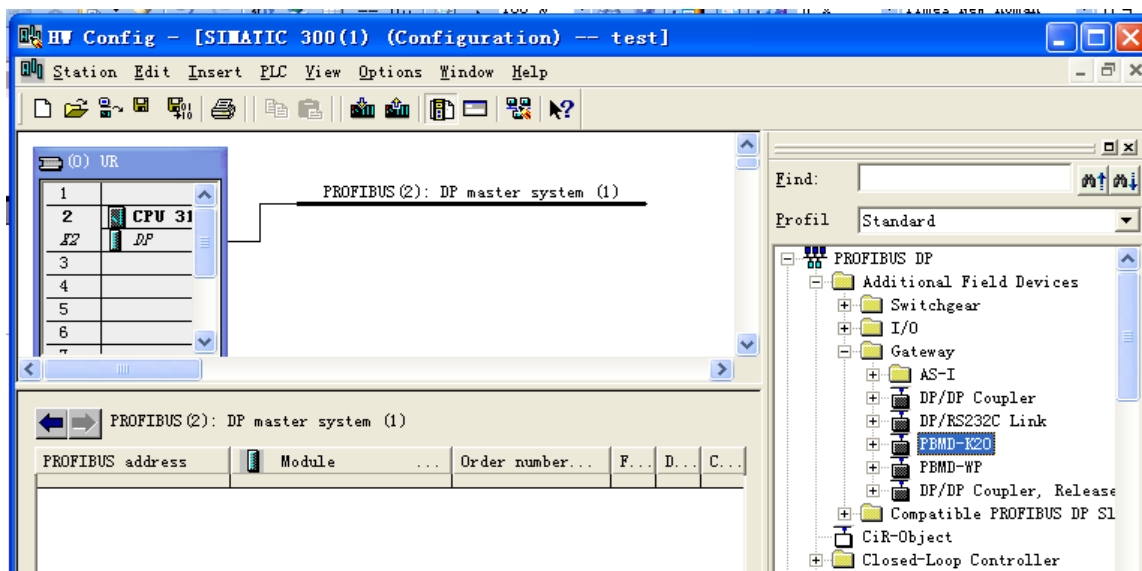 HW Config - [SIMATIC 300(1) (Configuration) -- test]
Station Edit Insert PLC View Options Window Help
(0) UR
1
2 CPU 31
X2 DP
3
4
5
6
PROFIBUS(2): DP master system (1)
Find:
Profil Standard
PROFIBUS DP
Additional Field Devices
Switchgear
I/O
Gateway
AS-I
DP/DP Coupler
DP/RS232C Link
PBMD-K20
PBMD-WP
DP/DP Coupler, Release
Compatible PROFIBUS DP Sl
CiR-Object
Closed-Loop Controller
PROFIBUS(2): DP master system (1)
PROFIBUS address Module ... Order number... F... D... C...